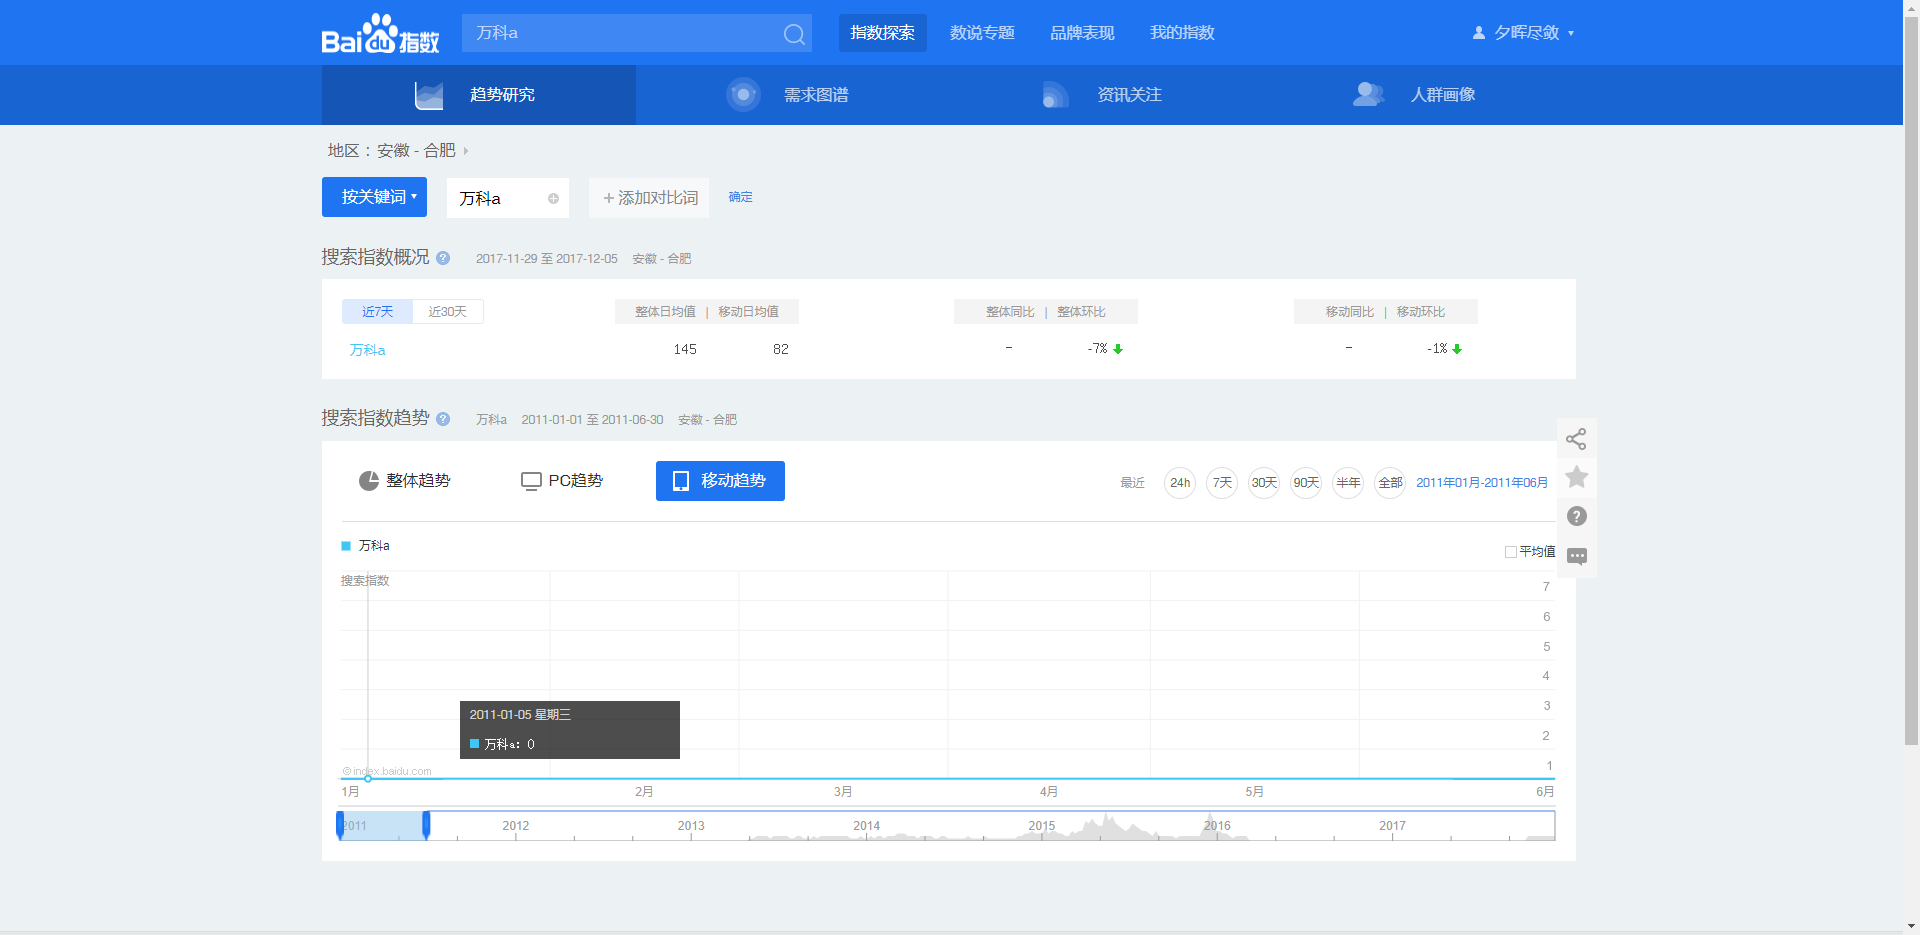 Bai du 指数
万科a
指数探索 数说专题 品牌表现 我的指数
夕晖尽敛
趋势研究 需求图谱 资讯关注 人群画像
地区： 安徽 - 合肥
按关键词 万科a +添加对比词 确定
搜索指数概况 ? 2017-11-29 至 2017-12-05 安徽 - 合肥
近7天 近30天 整体日均值 | 移动日均值 整体同比 | 整体环比 移动同比 | 移动环比
万科a 145 82 - -7% - -1%
搜索指数趋势 ? 万科a 2011-01-01 至 2011-06-30 安徽 - 合肥
整体趋势 PC趋势 移动趋势 最近 24h 7天 30天 90天 半年 全部 2011年01月-2011年06月
?
万科a
平均值
搜索指数
7
6
5
4
3
2
1
2011-01-05 星期三
万科a: 0
© index.baidu.com
1月 2月 3月 4月 5月 6月
2011 2012 2013 2014 2015 2016 2017